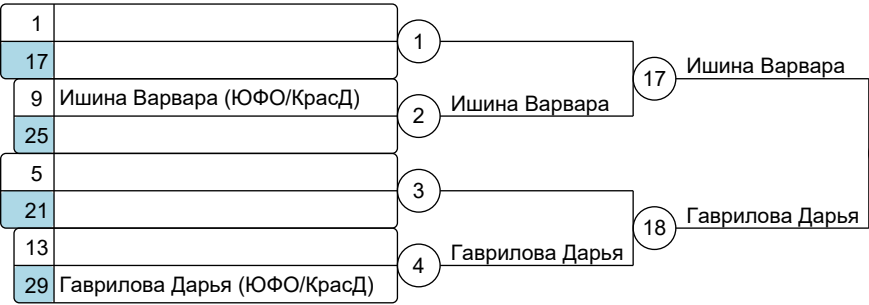 1
17
1
9 Ишина Варвара (ЮФО/КрасД)
25
2
Ишина Варвара
17
Ишина Варвара
5
21
3
13
29 Гаврилова Дарья (ЮФО/КрасД)
4
Гаврилова Дарья
18
Гаврилова Дарья